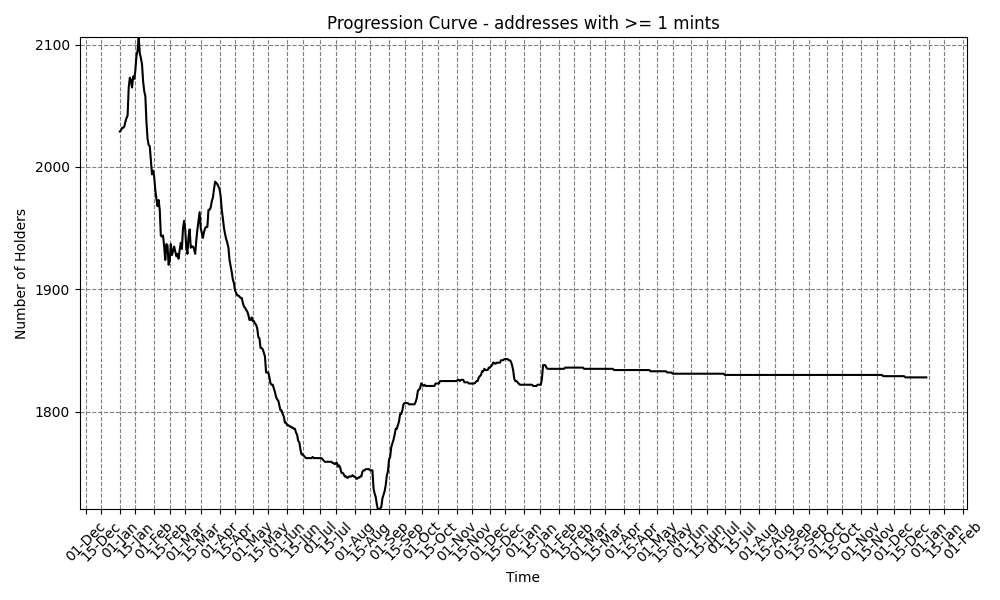 Progression Curve - addresses with >= 1 mints
Number of Holders
2100
2000
1900
1800
01-Dec
15-Dec
01-Jan
15-Jan
01-Feb
15-Feb
01-Mar
15-Mar
01-Apr
15-Apr
01-May
15-May
01-Jun
15-Jun
01-Jul
15-Jul
01-Aug
15-Aug
01-Sep
15-Sep
01-Oct
15-Oct
01-Nov
15-Nov
01-Dec
15-Dec
01-Jan
15-Jan
01-Feb
15-Feb
01-Mar
15-Mar
01-Apr
15-Apr
01-May
15-May
01-Jun
15-Jun
01-Jul
15-Jul
01-Aug
15-Aug
01-Sep
15-Sep
01-Oct
15-Oct
01-Nov
15-Nov
01-Dec
15-Dec
01-Jan
15-Jan
01-Feb
Time